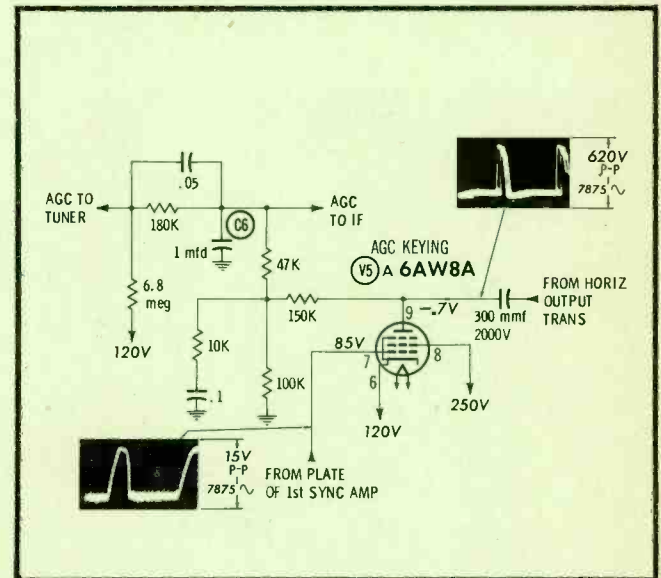 620V
P-P
7875 ∿
.05
AGC TO
TUNER
180K
C6
AGC
TO IF
1 mfd
47K
AGC KEYING
V5 A 6AW8A
FROM HORIZ
OUTPUT
TRANS
6.8
meg
150K
9
-.7V
300 mmf
2000V
120V
10K
85V
7
8
6
.1
100K
120V
250V
15V
P-P
7875 ∿
FROM PLATE
OF 1st SYNC AMP